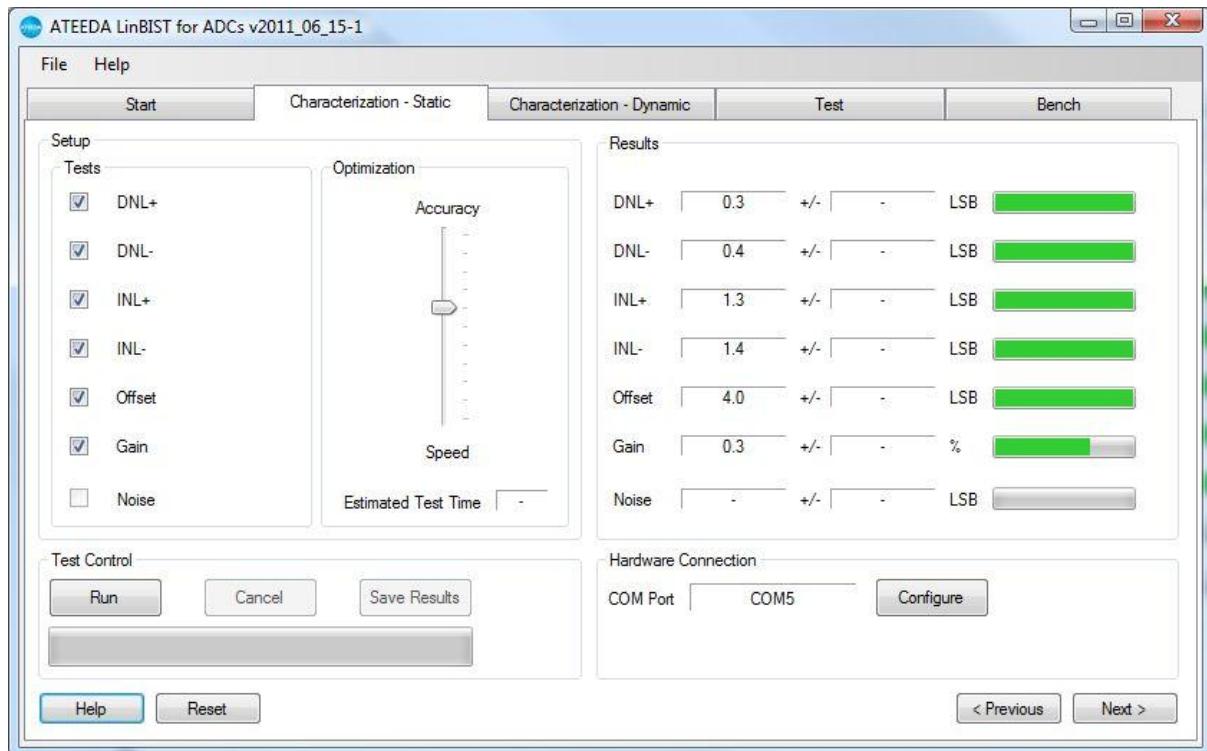 ATEEDA LinBIST for ADCs v2011_06_15-1
File Help
Start Characterization - Static Characterization - Dynamic Test Bench
Setup
Tests
DNL+
DNL-
INL+
INL-
Offset
Gain
Noise
Optimization
Accuracy
Speed
Estimated Test Time -
Results
DNL+ 0.3 +/- - LSB
DNL- 0.4 +/- - LSB
INL+ 1.3 +/- - LSB
INL- 1.4 +/- - LSB
Offset 4.0 +/- - LSB
Gain 0.3 +/- - %
Noise - +/- - LSB
Test Control
Run Cancel Save Results
Hardware Connection
COM Port COM5 Configure
Help Reset < Previous Next >